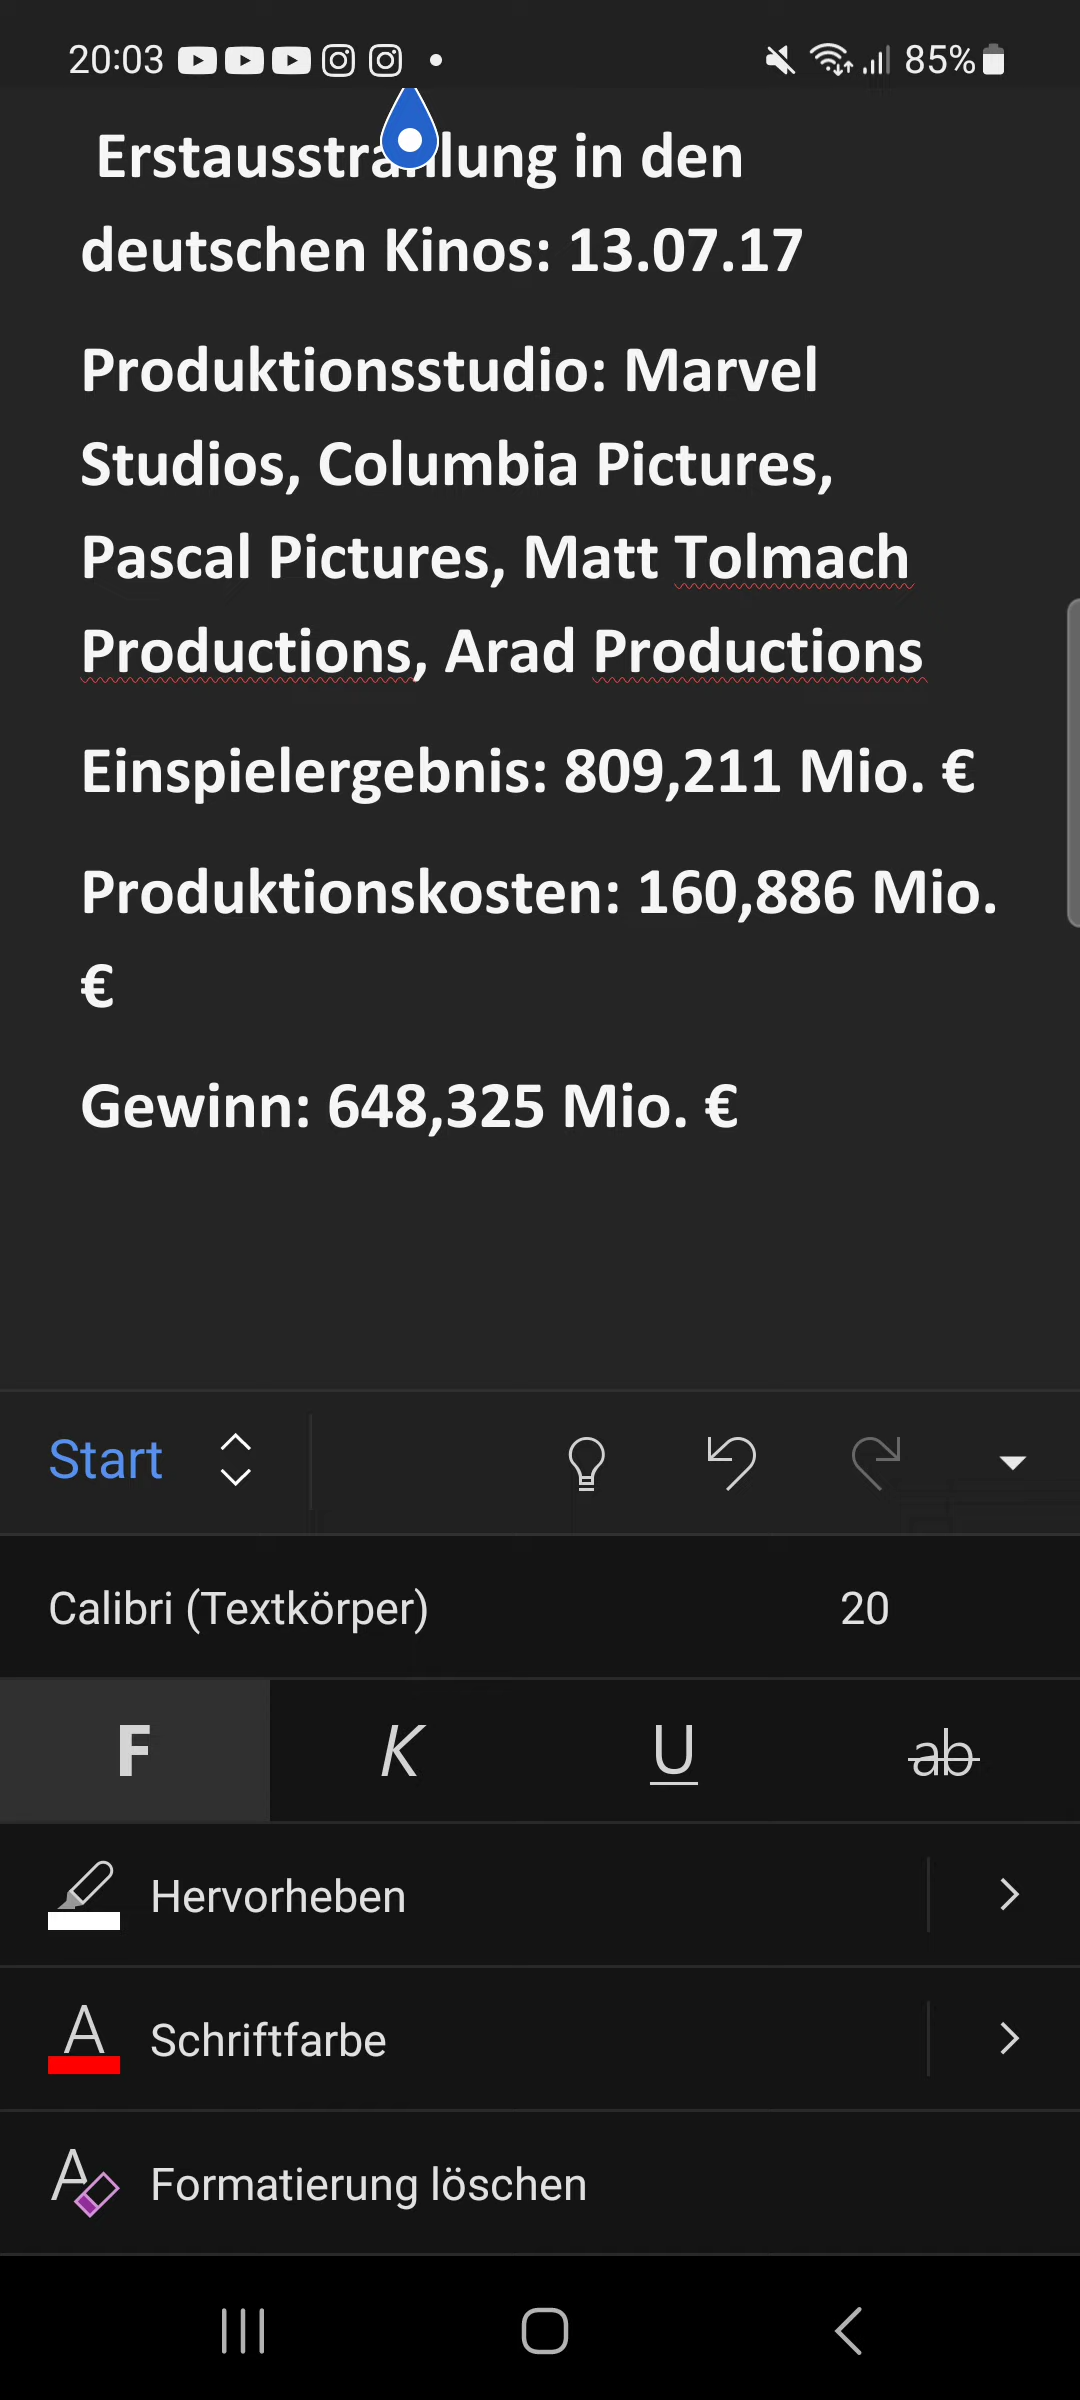 20:03 85%
Erstausstrahlung in den
deutschen Kinos: 13.07.17
Produktionsstudio: Marvel
Studios, Columbia Pictures,
Pascal Pictures, Matt Tolmach
Productions, Arad Productions
Einspielergebnis: 809,211 Mio. €
Produktionskosten: 160,886 Mio.
€
Gewinn: 648,325 Mio. €
Start
Calibri (Textkörper) 20
F K U ab
Hervorheben
A Schriftfarbe
A Formatierung löschen